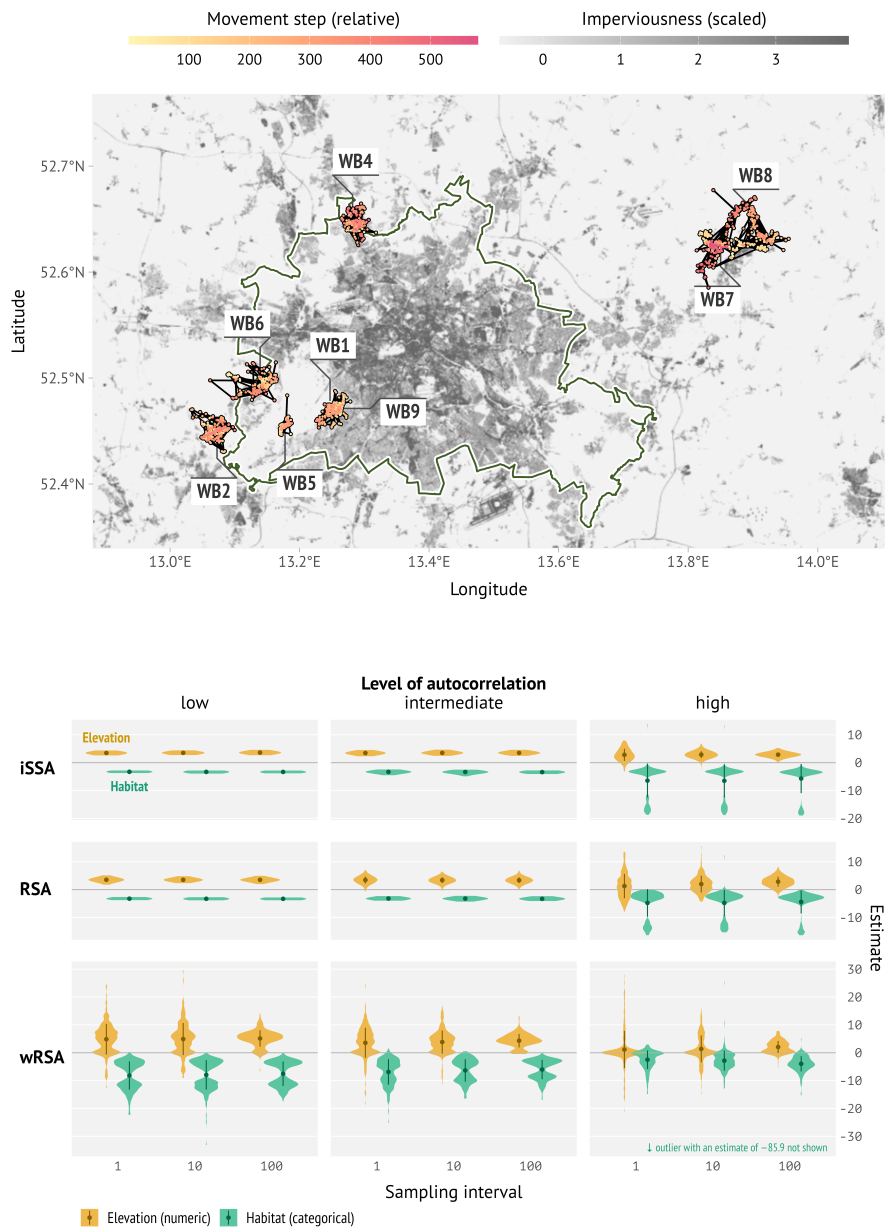 Movement step (relative)
100 200 300 400 500
Imperviousness (scaled)
0 1 2 3
Latitude
52.7°N
52.6°N
52.5°N
52.4°N
WB4
WB8
WB7
WB6
WB1
WB9
WB2
WB5
13.0°E 13.2°E 13.4°E 13.6°E 13.8°E 14.0°E
Longitude
Level of autocorrelation
low intermediate high
iSSA
Elevation
Habitat
10
0
-10
-20
RSA
10
0
-10
Estimate
wRSA
30
20
10
0
-10
-20
-30
↓ outlier with an estimate of −85.9 not shown
1 10 100 1 10 100 1 10 100
Sampling interval
Elevation (numeric) Habitat (categorical)